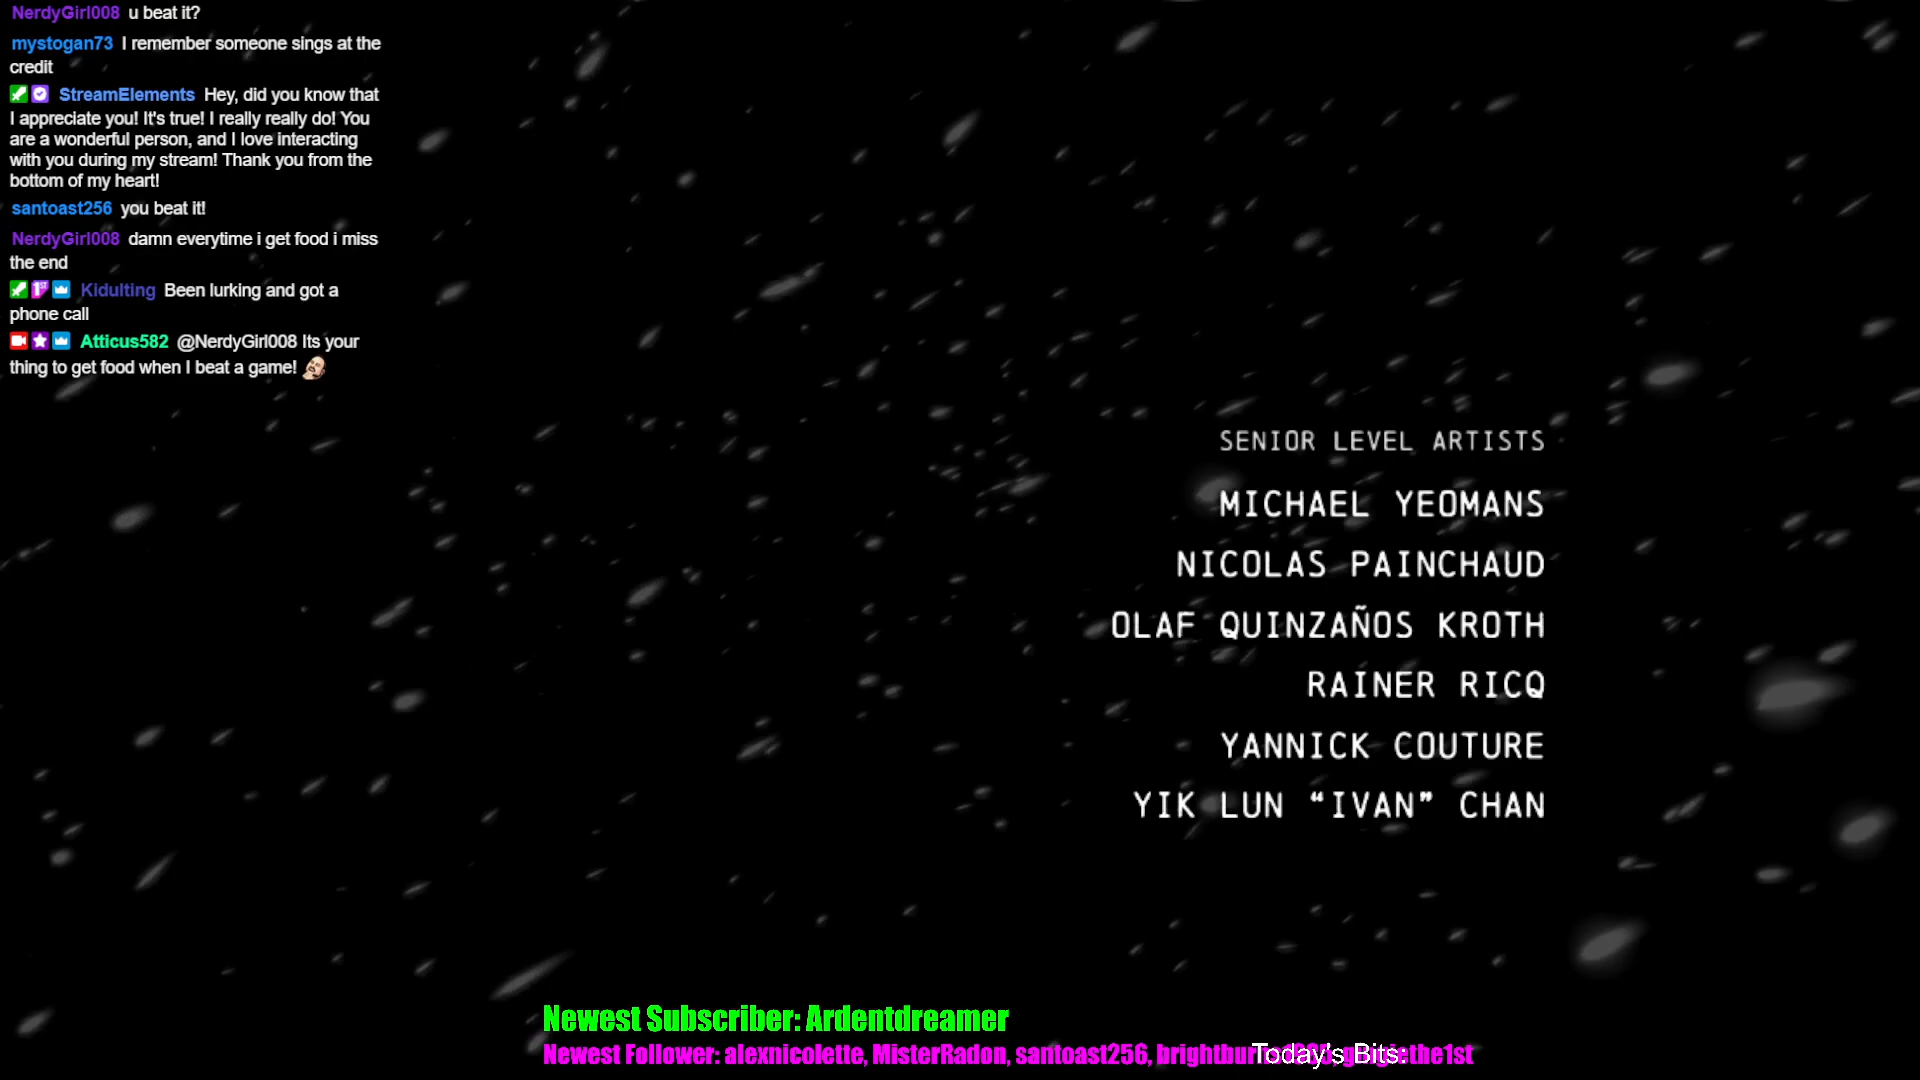 NerdyGirl008 u beat it?
mystogan73 I remember someone sings at the
credit
StreamElements Hey, did you know that
I appreciate you! It's true! I really really do! You
are a wonderful person, and I love interacting
with you during my stream! Thank you from the
bottom of my heart!
santoast256 you beat it!
NerdyGirl008 damn everytime i get food i miss
the end
Kidulting Been lurking and got a
phone call
Atticus582 @NerdyGirl008 Its your
thing to get food when I beat a game!
SENIOR LEVEL ARTISTS
MICHAEL YEOMANS
NICOLAS PAINCHAUD
OLAF QUINZAÑOS KROTH
RAINER RICQ
YANNICK COUTURE
YIK LUN “IVAN” CHAN
Newest Subscriber: Ardentdreamer
Newest Follower: alexnicolette, MisterRadon, santoast256,
Today's Bits: